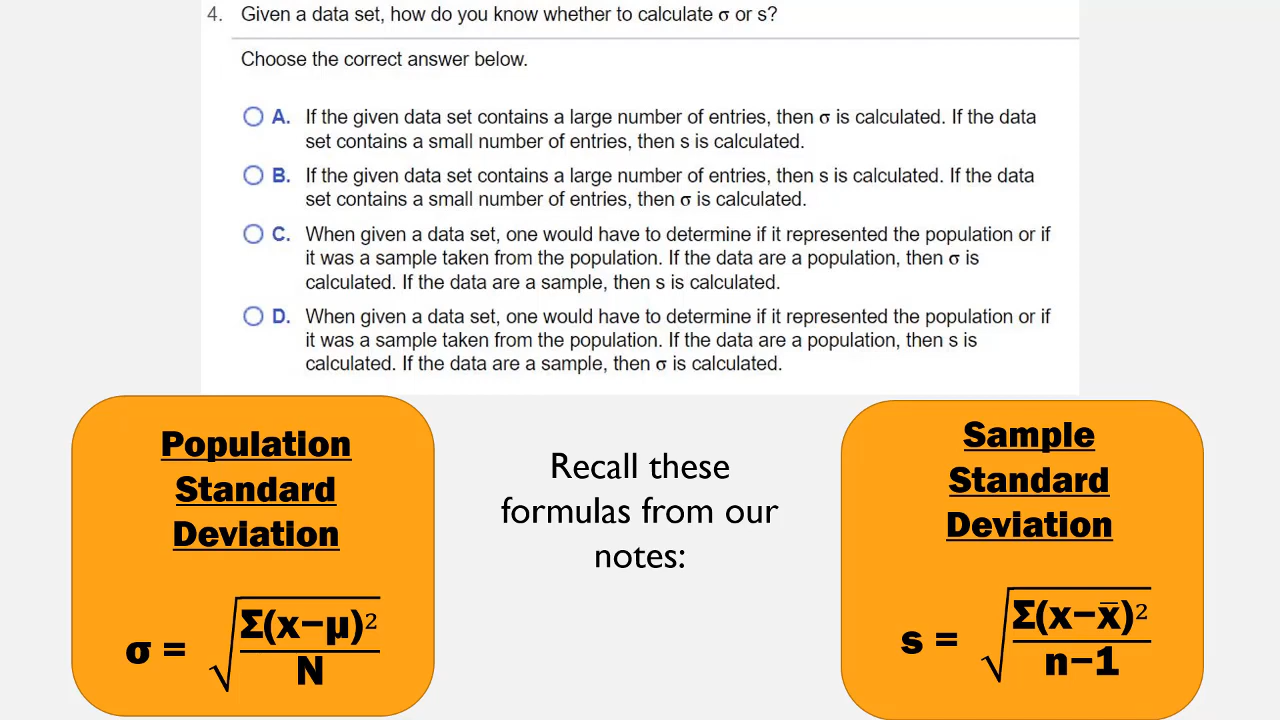 4. Given a data set, how do you know whether to calculate σ or s?
Choose the correct answer below.
A. If the given data set contains a large number of entries, then σ is calculated. If the data
set contains a small number of entries, then s is calculated.
B. If the given data set contains a large number of entries, then s is calculated. If the data
set contains a small number of entries, then σ is calculated.
C. When given a data set, one would have to determine if it represented the population or if
it was a sample taken from the population. If the data are a population, then σ is
calculated. If the data are a sample, then s is calculated.
D. When given a data set, one would have to determine if it represented the population or if
it was a sample taken from the population. If the data are a population, then s is
calculated. If the data are a sample, then σ is calculated.
Population
Standard
Deviation
σ = √
Σ(x−μ)²
N
Recall these
formulas from our
notes:
Sample
Standard
Deviation
s = √
Σ(x−x̅)²
n−1